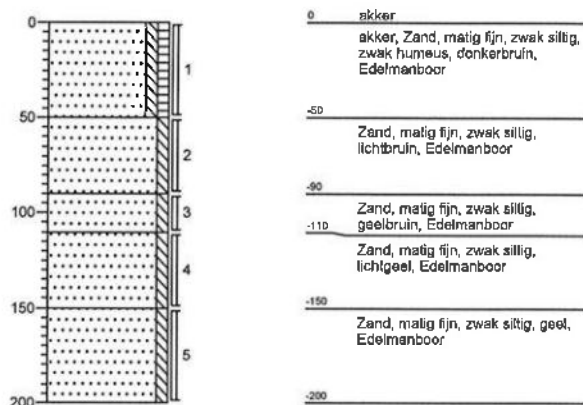 0
50
100
150
200
1
2
3
4
5
0 akker
akker, Zand, matig fijn, zwak siltig,
zwak humeus, donkerbruin,
Edelmanboor
-50
Zand, matig fijn, zwak siltig,
lichtbruin, Edelmanboor
-90
Zand, matig fijn, zwak siltig,
geelbruin, Edelmanboor
-110
Zand, matig fijn, zwak siltig,
lichtgeel, Edelmanboor
-150
Zand, matig fijn, zwak siltig, geel,
Edelmanboor
-200